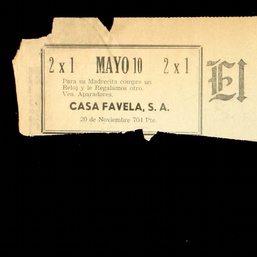 2 x 1 MAYO 10 2 x 1
Para su Madrecita compre un
Reloj y le Regalamos otro.
Vea Aparadores.
CASA FAVELA, S. A.
20 de Noviembre 704 Pte.
El